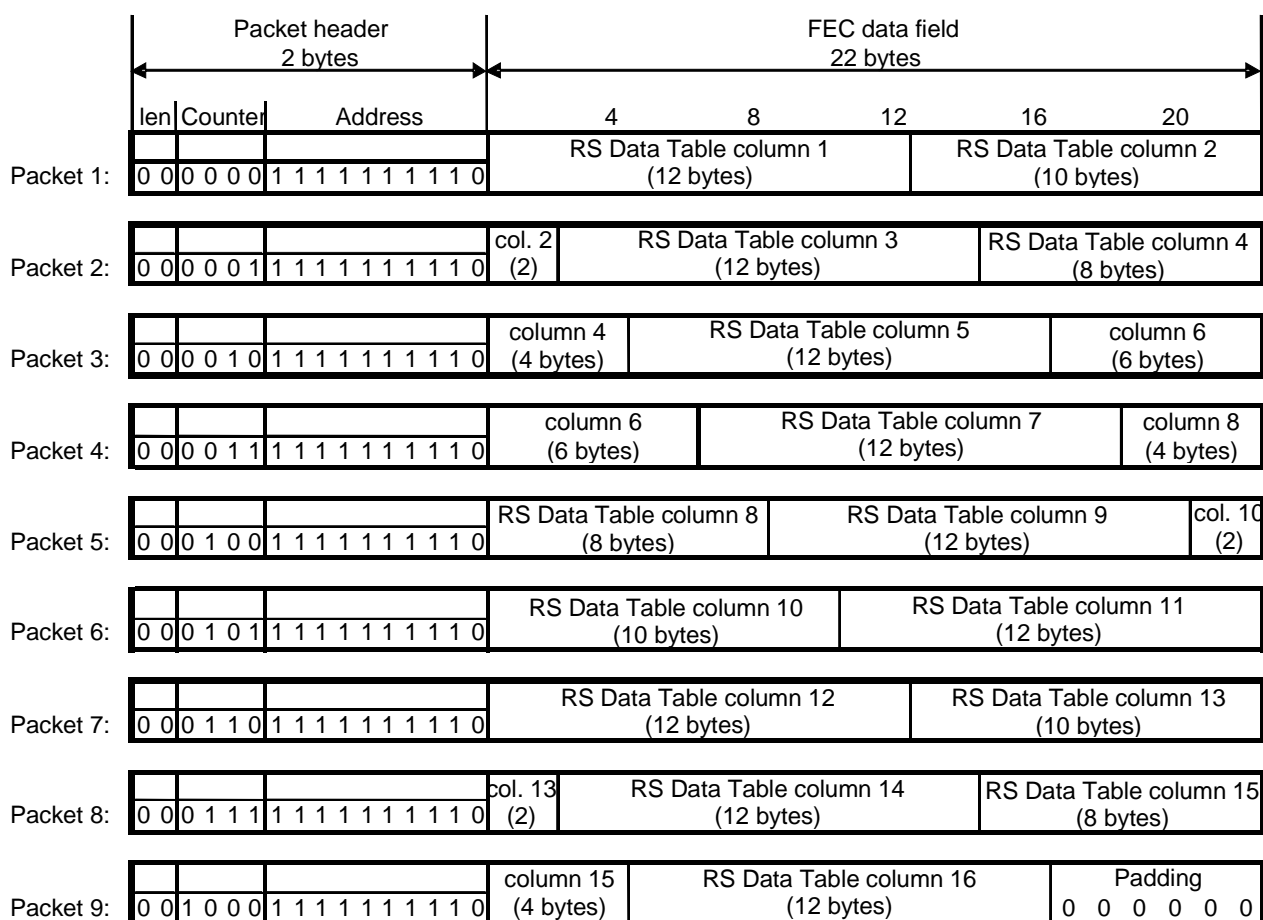 Packet header FEC data field
2 bytes 22 bytes
len Counter Address 4 8 12 16 20
RS Data Table column 1 RS Data Table column 2
Packet 1: 0 0 0 0 0 0 1 1 1 1 1 1 1 1 1 0 (12 bytes) (10 bytes)
col. 2 RS Data Table column 3 RS Data Table column 4
Packet 2: 0 0 0 0 0 1 1 1 1 1 1 1 1 1 1 0 (2) (12 bytes) (8 bytes)
column 4 RS Data Table column 5 column 6
Packet 3: 0 0 0 0 1 0 1 1 1 1 1 1 1 1 1 0 (4 bytes) (12 bytes) (6 bytes)
column 6 RS Data Table column 7 column 8
Packet 4: 0 0 0 0 1 1 1 1 1 1 1 1 1 1 1 0 (6 bytes) (12 bytes) (4 bytes)
RS Data Table column 8 RS Data Table column 9 col. 10
Packet 5: 0 0 0 1 0 0 1 1 1 1 1 1 1 1 1 0 (8 bytes) (12 bytes) (2)
RS Data Table column 10 RS Data Table column 11
Packet 6: 0 0 0 1 0 1 1 1 1 1 1 1 1 1 1 0 (10 bytes) (12 bytes)
RS Data Table column 12 RS Data Table column 13
Packet 7: 0 0 0 1 1 0 1 1 1 1 1 1 1 1 1 0 (12 bytes) (10 bytes)
col. 13 RS Data Table column 14 RS Data Table column 15
Packet 8: 0 0 0 1 1 1 1 1 1 1 1 1 1 1 1 0 (2) (12 bytes) (8 bytes)
column 15 RS Data Table column 16 Padding
Packet 9: 0 0 1 0 0 0 1 1 1 1 1 1 1 1 1 0 (4 bytes) (12 bytes) 0 0 0 0 0 0